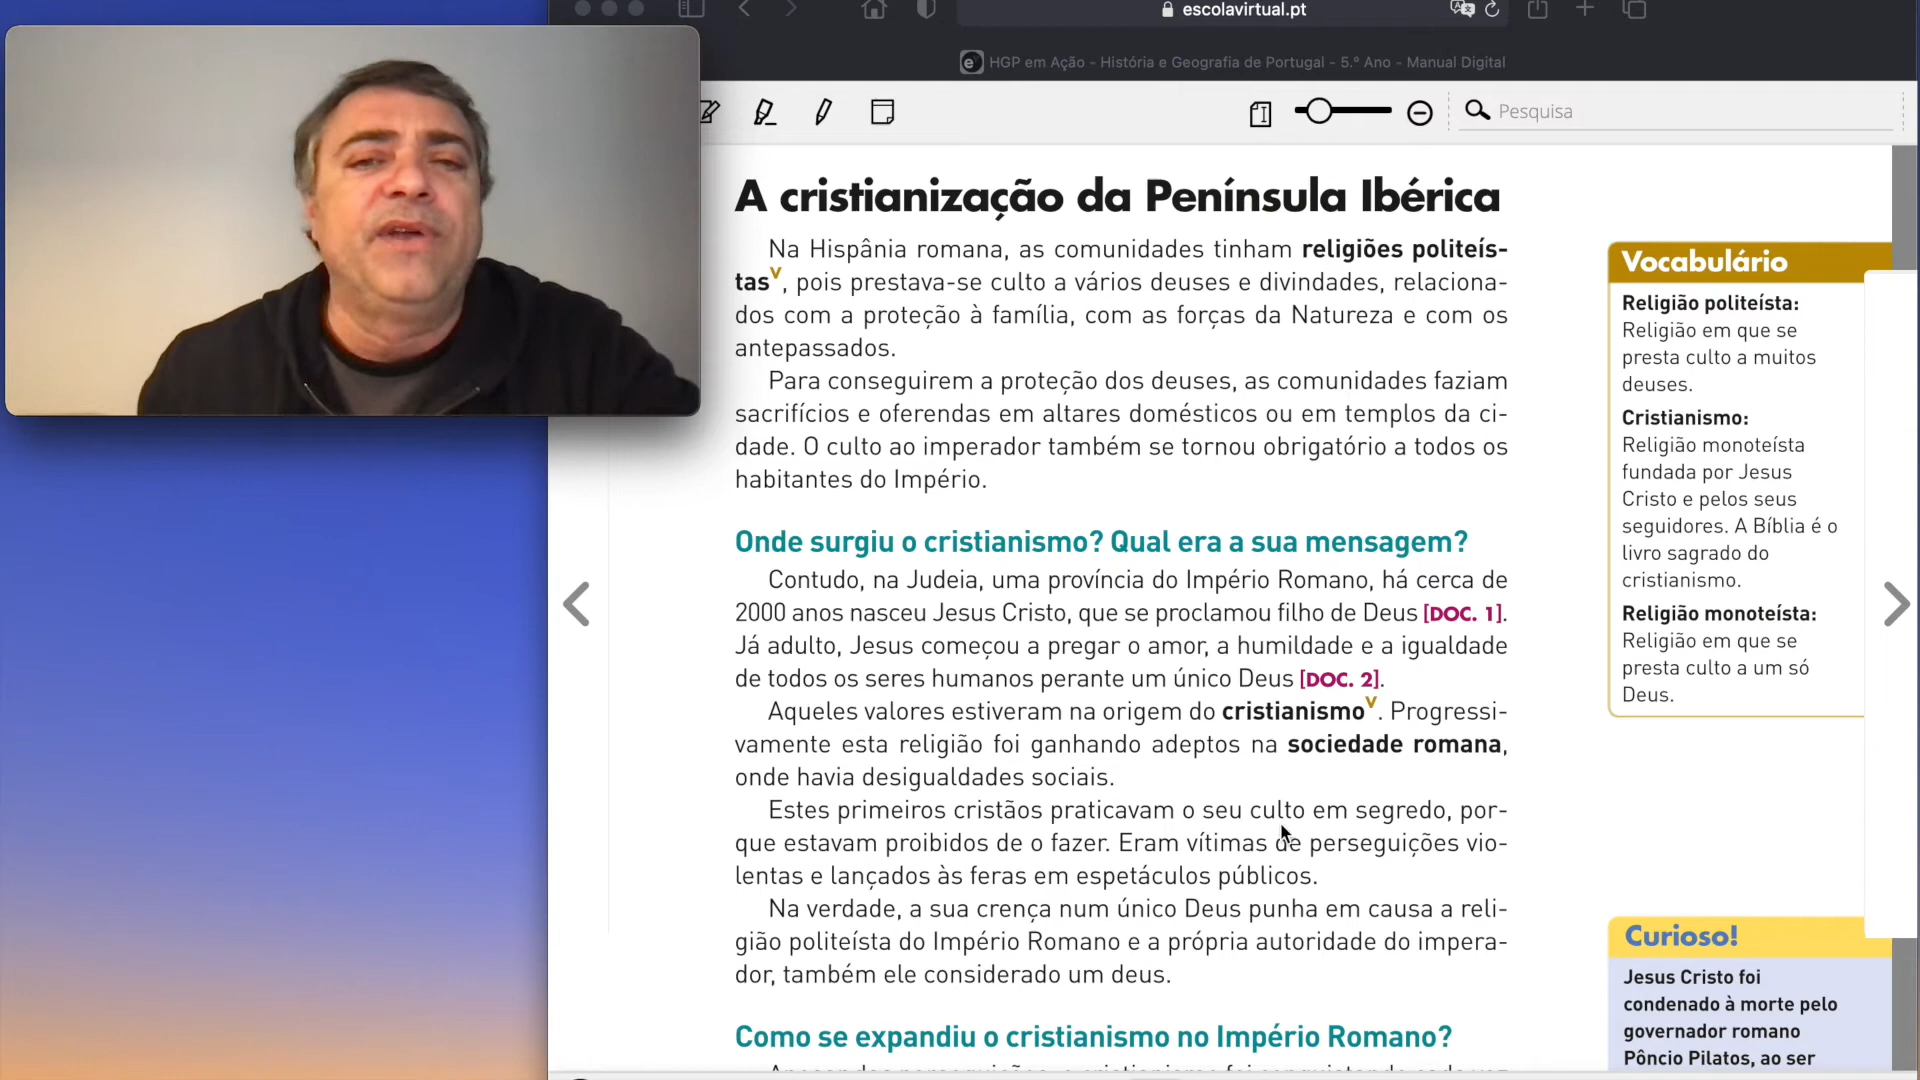 escolavirtual.pt
HGP em Ação - História e Geografia de Portugal - 5.º Ano - Manual Digital
Pesquisa
A cristianização da Península Ibérica
Na Hispânia romana, as comunidades tinham religiões politeís-
tasV, pois prestava-se culto a vários deuses e divindades, relaciona-
dos com a proteção à família, com as forças da Natureza e com os
antepassados.
Para conseguirem a proteção dos deuses, as comunidades faziam
sacrifícios e oferendas em altares domésticos ou em templos da ci-
dade. O culto ao imperador também se tornou obrigatório a todos os
habitantes do Império.
Onde surgiu o cristianismo? Qual era a sua mensagem?
Contudo, na Judeia, uma província do Império Romano, há cerca de
2000 anos nasceu Jesus Cristo, que se proclamou filho de Deus [DOC. 1].
Já adulto, Jesus começou a pregar o amor, a humildade e a igualdade
de todos os seres humanos perante um único Deus [DOC. 2].
Aqueles valores estiveram na origem do cristianismoV. Progressi-
vamente esta religião foi ganhando adeptos na sociedade romana,
onde havia desigualdades sociais.
Estes primeiros cristãos praticavam o seu culto em segredo, por-
que estavam proibidos de o fazer. Eram vítimas de perseguições vio-
lentas e lançados às feras em espetáculos públicos.
Na verdade, a sua crença num único Deus punha em causa a reli-
gião politeísta do Império Romano e a própria autoridade do impera-
dor, também ele considerado um deus.
Como se expandiu o cristianismo no Império Romano?
Vocabulário
Religião politeísta:
Religião em que se
presta culto a muitos
deuses.
Cristianismo:
Religião monoteísta
fundada por Jesus
Cristo e pelos seus
seguidores. A Bíblia é o
livro sagrado do
cristianismo.
Religião monoteísta:
Religião em que se
presta culto a um só
Deus.
Curioso!
Jesus Cristo foi
condenado à morte pelo
governador romano
Pôncio Pilatos, ao ser